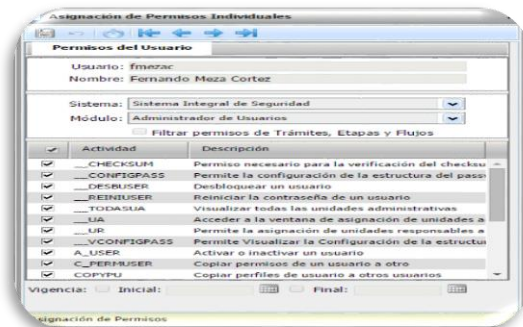 Asignación de Permisos Individuales
Permisos del Usuario
Usuario: fmezac
Nombre: Fernando Meza Cortez
Sistema: Sistema Integral de Seguridad
Módulo: Administrador de Usuarios
Filtrar permisos de Trámites, Etapas y Flujos
Actividad Descripción
__CHECKSUM Permiso necesario para la verificación del checksu
__CONFIGPASS Permite la configuración de la estructura del pass
__DESBUSER Desbloquear un usuario
__REINIUSER Reiniciar la contraseña de un usuario
__TODASUA Visualizar todas las unidades administrativas
__UA Acceder a la ventana de asignación de unidades a
__UR Permite la asignación de unidades responsables a
__VCONFIGPASS Permite Visualizar la Configuración de la estructu
A_USER Activar o inactivar un usuario
C_PERMUSER Copiar permisos de un usuario a otro
COPYPU Copiar perfiles de usuario a otros usuarios
Vigencia: Inicial: Final:
Asignación de Permisos